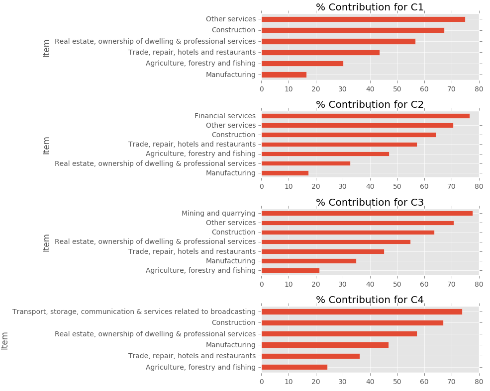 % Contribution for C1
Item
Other services
Construction
Real estate, ownership of dwelling & professional services
Trade, repair, hotels and restaurants
Agriculture, forestry and fishing
Manufacturing
0 10 20 30 40 50 60 70 80
% Contribution for C2
Item
Financial services
Other services
Construction
Trade, repair, hotels and restaurants
Agriculture, forestry and fishing
Real estate, ownership of dwelling & professional services
Manufacturing
0 10 20 30 40 50 60 70 80
% Contribution for C3
Item
Mining and quarrying
Other services
Construction
Real estate, ownership of dwelling & professional services
Trade, repair, hotels and restaurants
Manufacturing
Agriculture, forestry and fishing
0 10 20 30 40 50 60 70 80
% Contribution for C4
Item
Transport, storage, communication & services related to broadcasting
Construction
Real estate, ownership of dwelling & professional services
Manufacturing
Trade, repair, hotels and restaurants
Agriculture, forestry and fishing
0 10 20 30 40 50 60 70 80